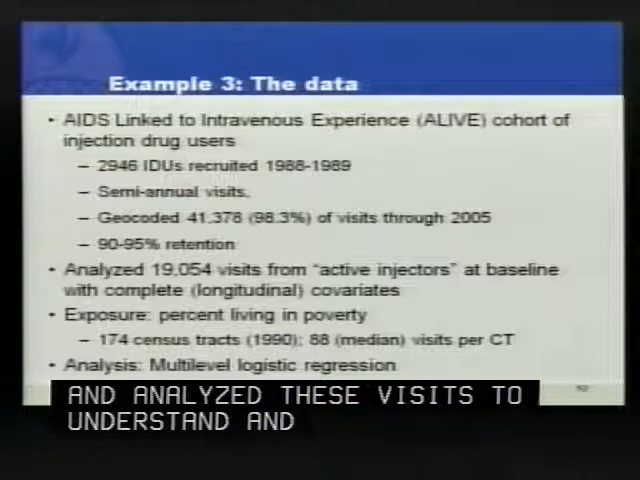 Example 3: The data
• AIDS Linked to Intravenous Experience (ALIVE) cohort of
injection drug users
– 2946 IDUs recruited 1988-1989
– Semi-annual visits.
– Geocoded 41,378 (98.3%) of visits through 2005
– 90-95% retention
• Analyzed 19,054 visits from "active injectors" at baseline
with complete (longitudinal) covariates
• Exposure: percent living in poverty
– 174 census tracts (1990); 88 (median) visits per CT
• Analysis: Multilevel logistic regression
AND ANALYZED THESE VISITS TO
UNDERSTAND AND